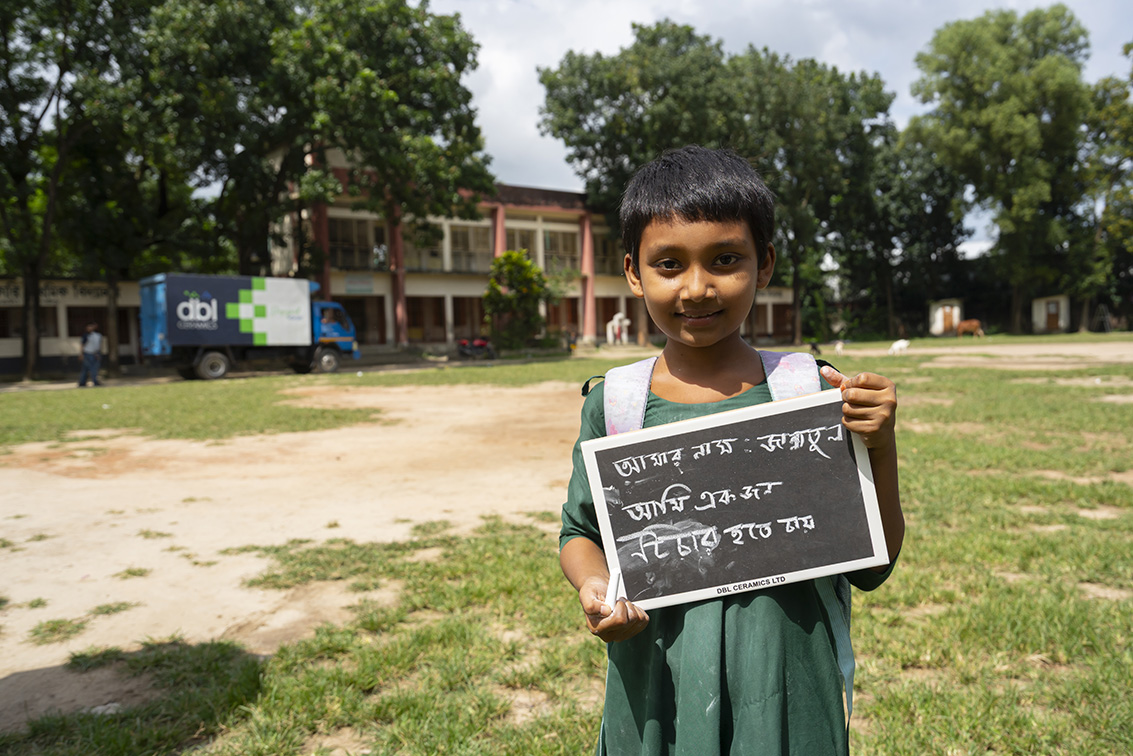 dbl
CERAMICS
আমার নাম : জান্নাতুল
আমি একজন
টিচার হতে চায়
DBL CERAMICS LTD